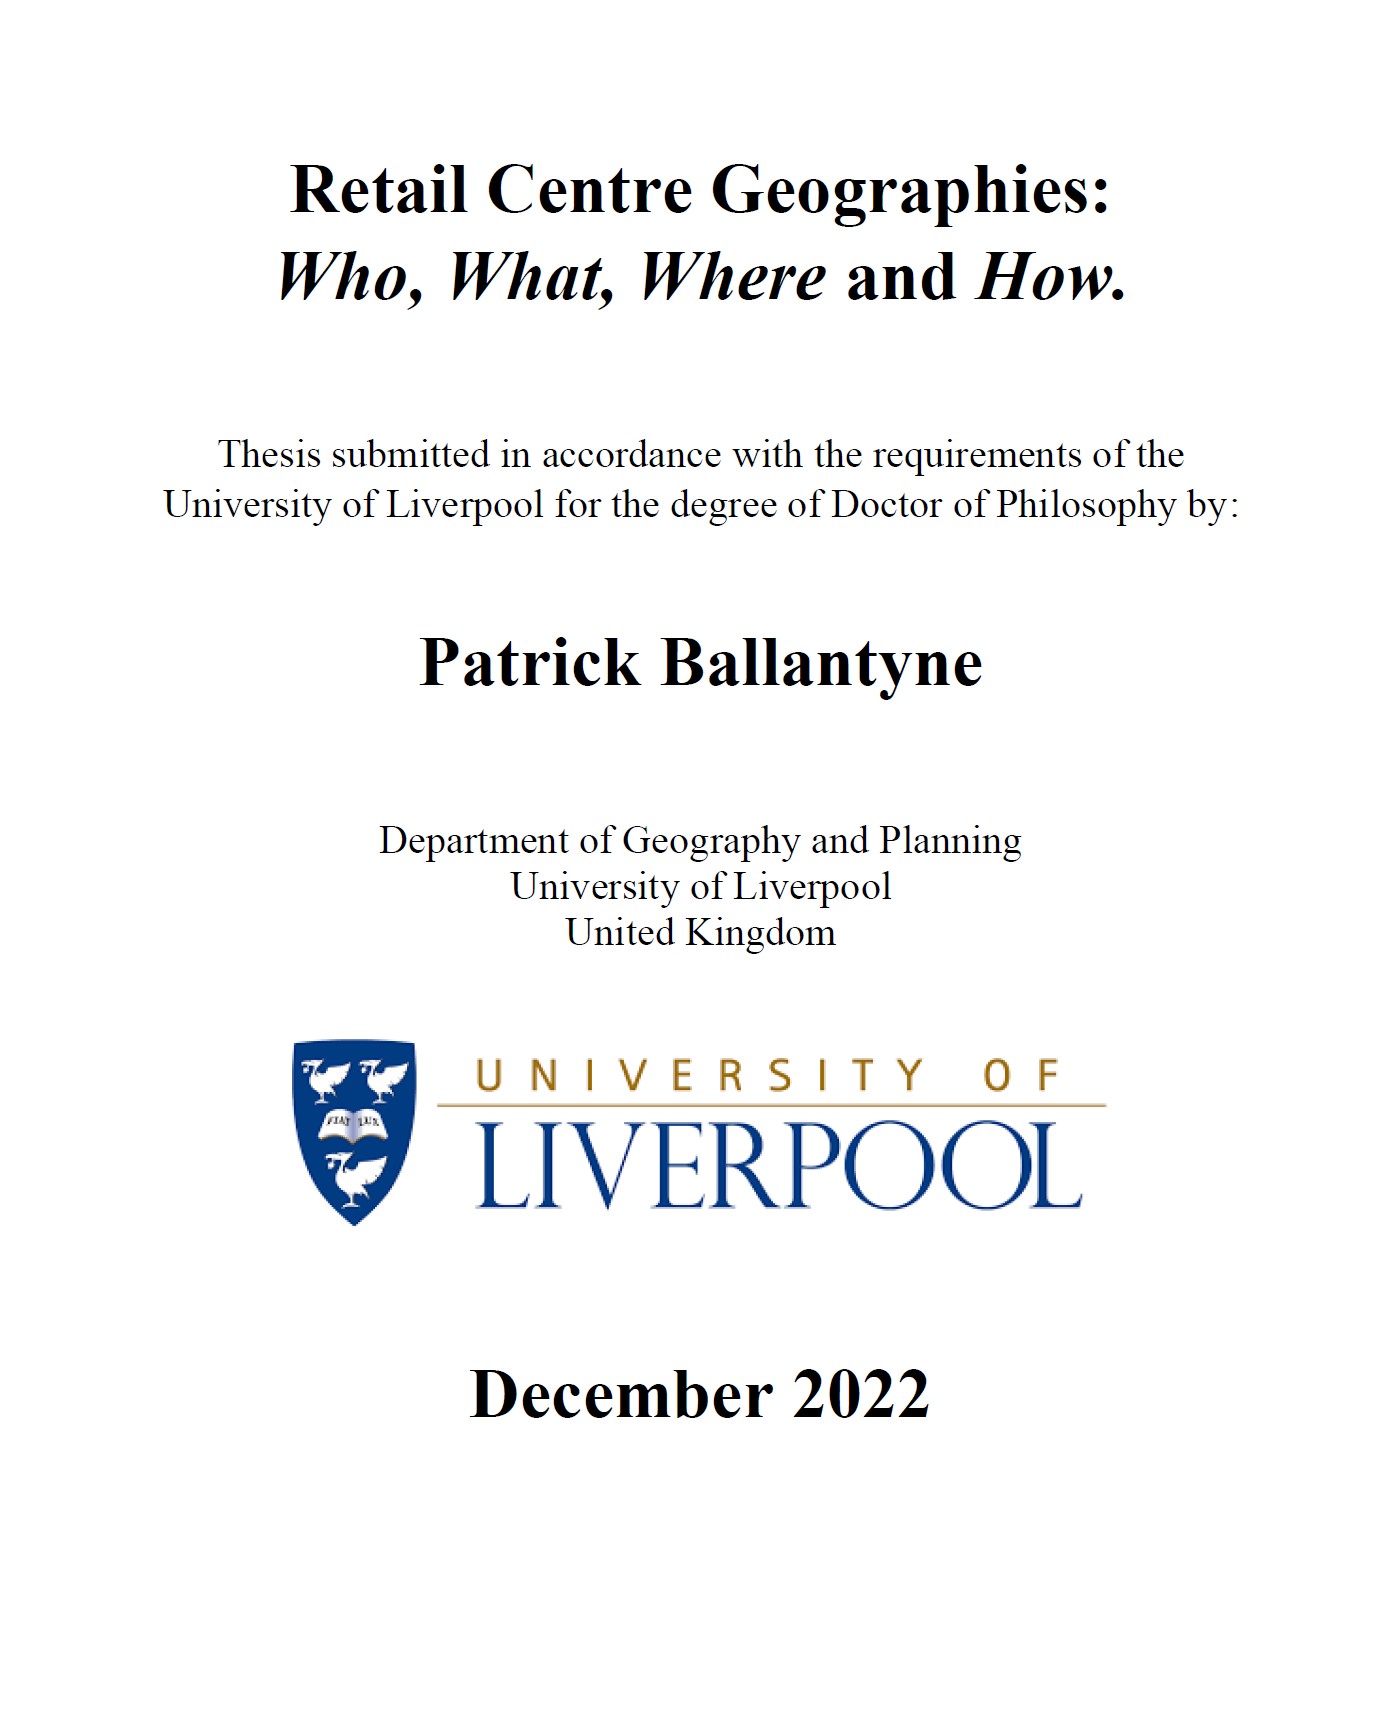 Retail Centre Geographies:
Who, What, Where and How.
Thesis submitted in accordance with the requirements of the
University of Liverpool for the degree of Doctor of Philosophy by:
Patrick Ballantyne
Department of Geography and Planning
University of Liverpool
United Kingdom
FIAT LUX
UNIVERSITY OF
LIVERPOOL
December 2022